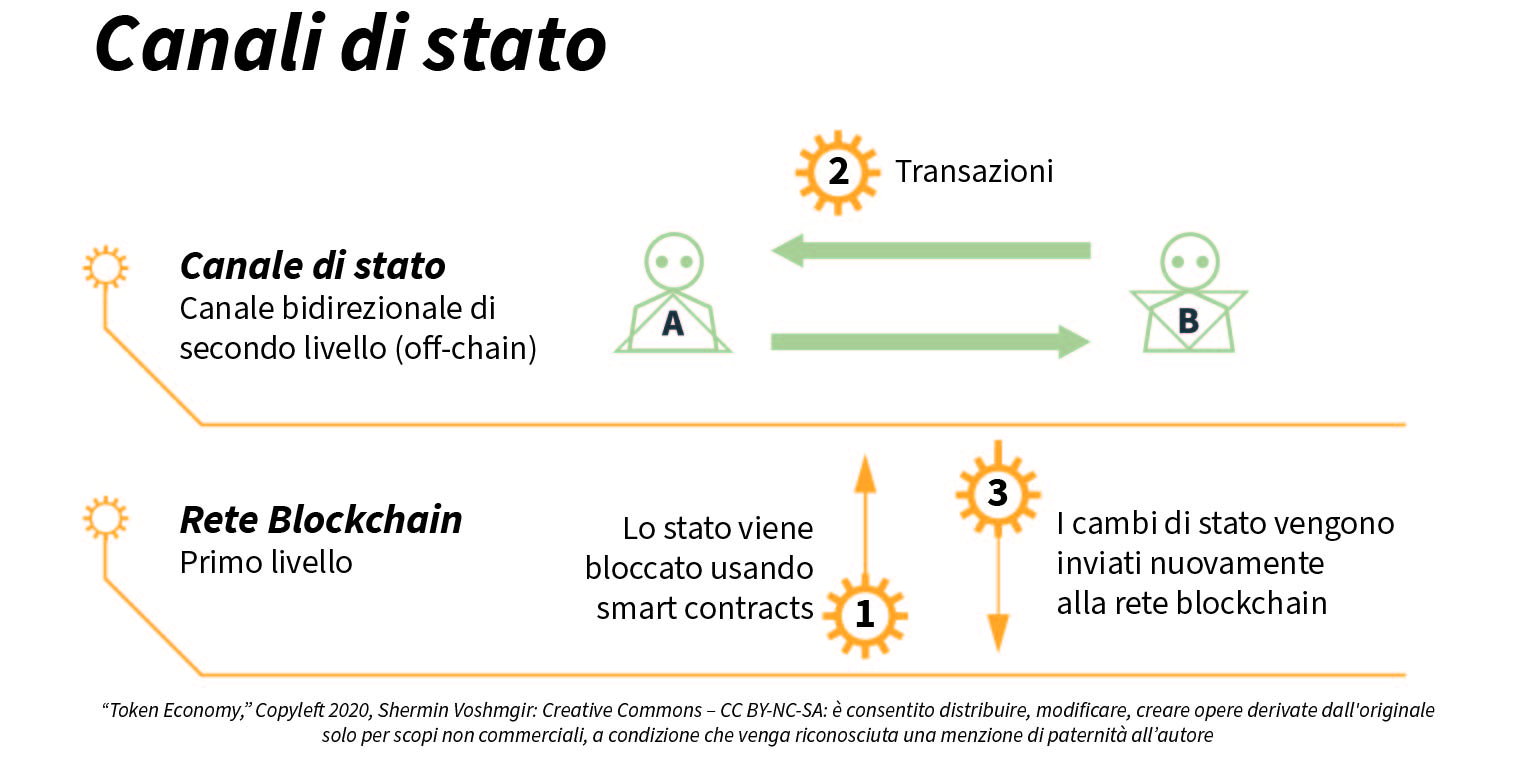 Canali di stato
2 Transazioni
Canale di stato
Canale bidirezionale di
secondo livello (off-chain)
A
B
Rete Blockchain
Primo livello
Lo stato viene
bloccato usando
smart contracts
1
3
I cambi di stato vengono
inviati nuovamente
alla rete blockchain
“Token Economy,” Copyleft 2020, Shermin Voshmgir: Creative Commons – CC BY-NC-SA: è consentito distribuire, modificare, creare opere derivate dall'originale
solo per scopi non commerciali, a condizione che venga riconosciuta una menzione di paternità all’autore